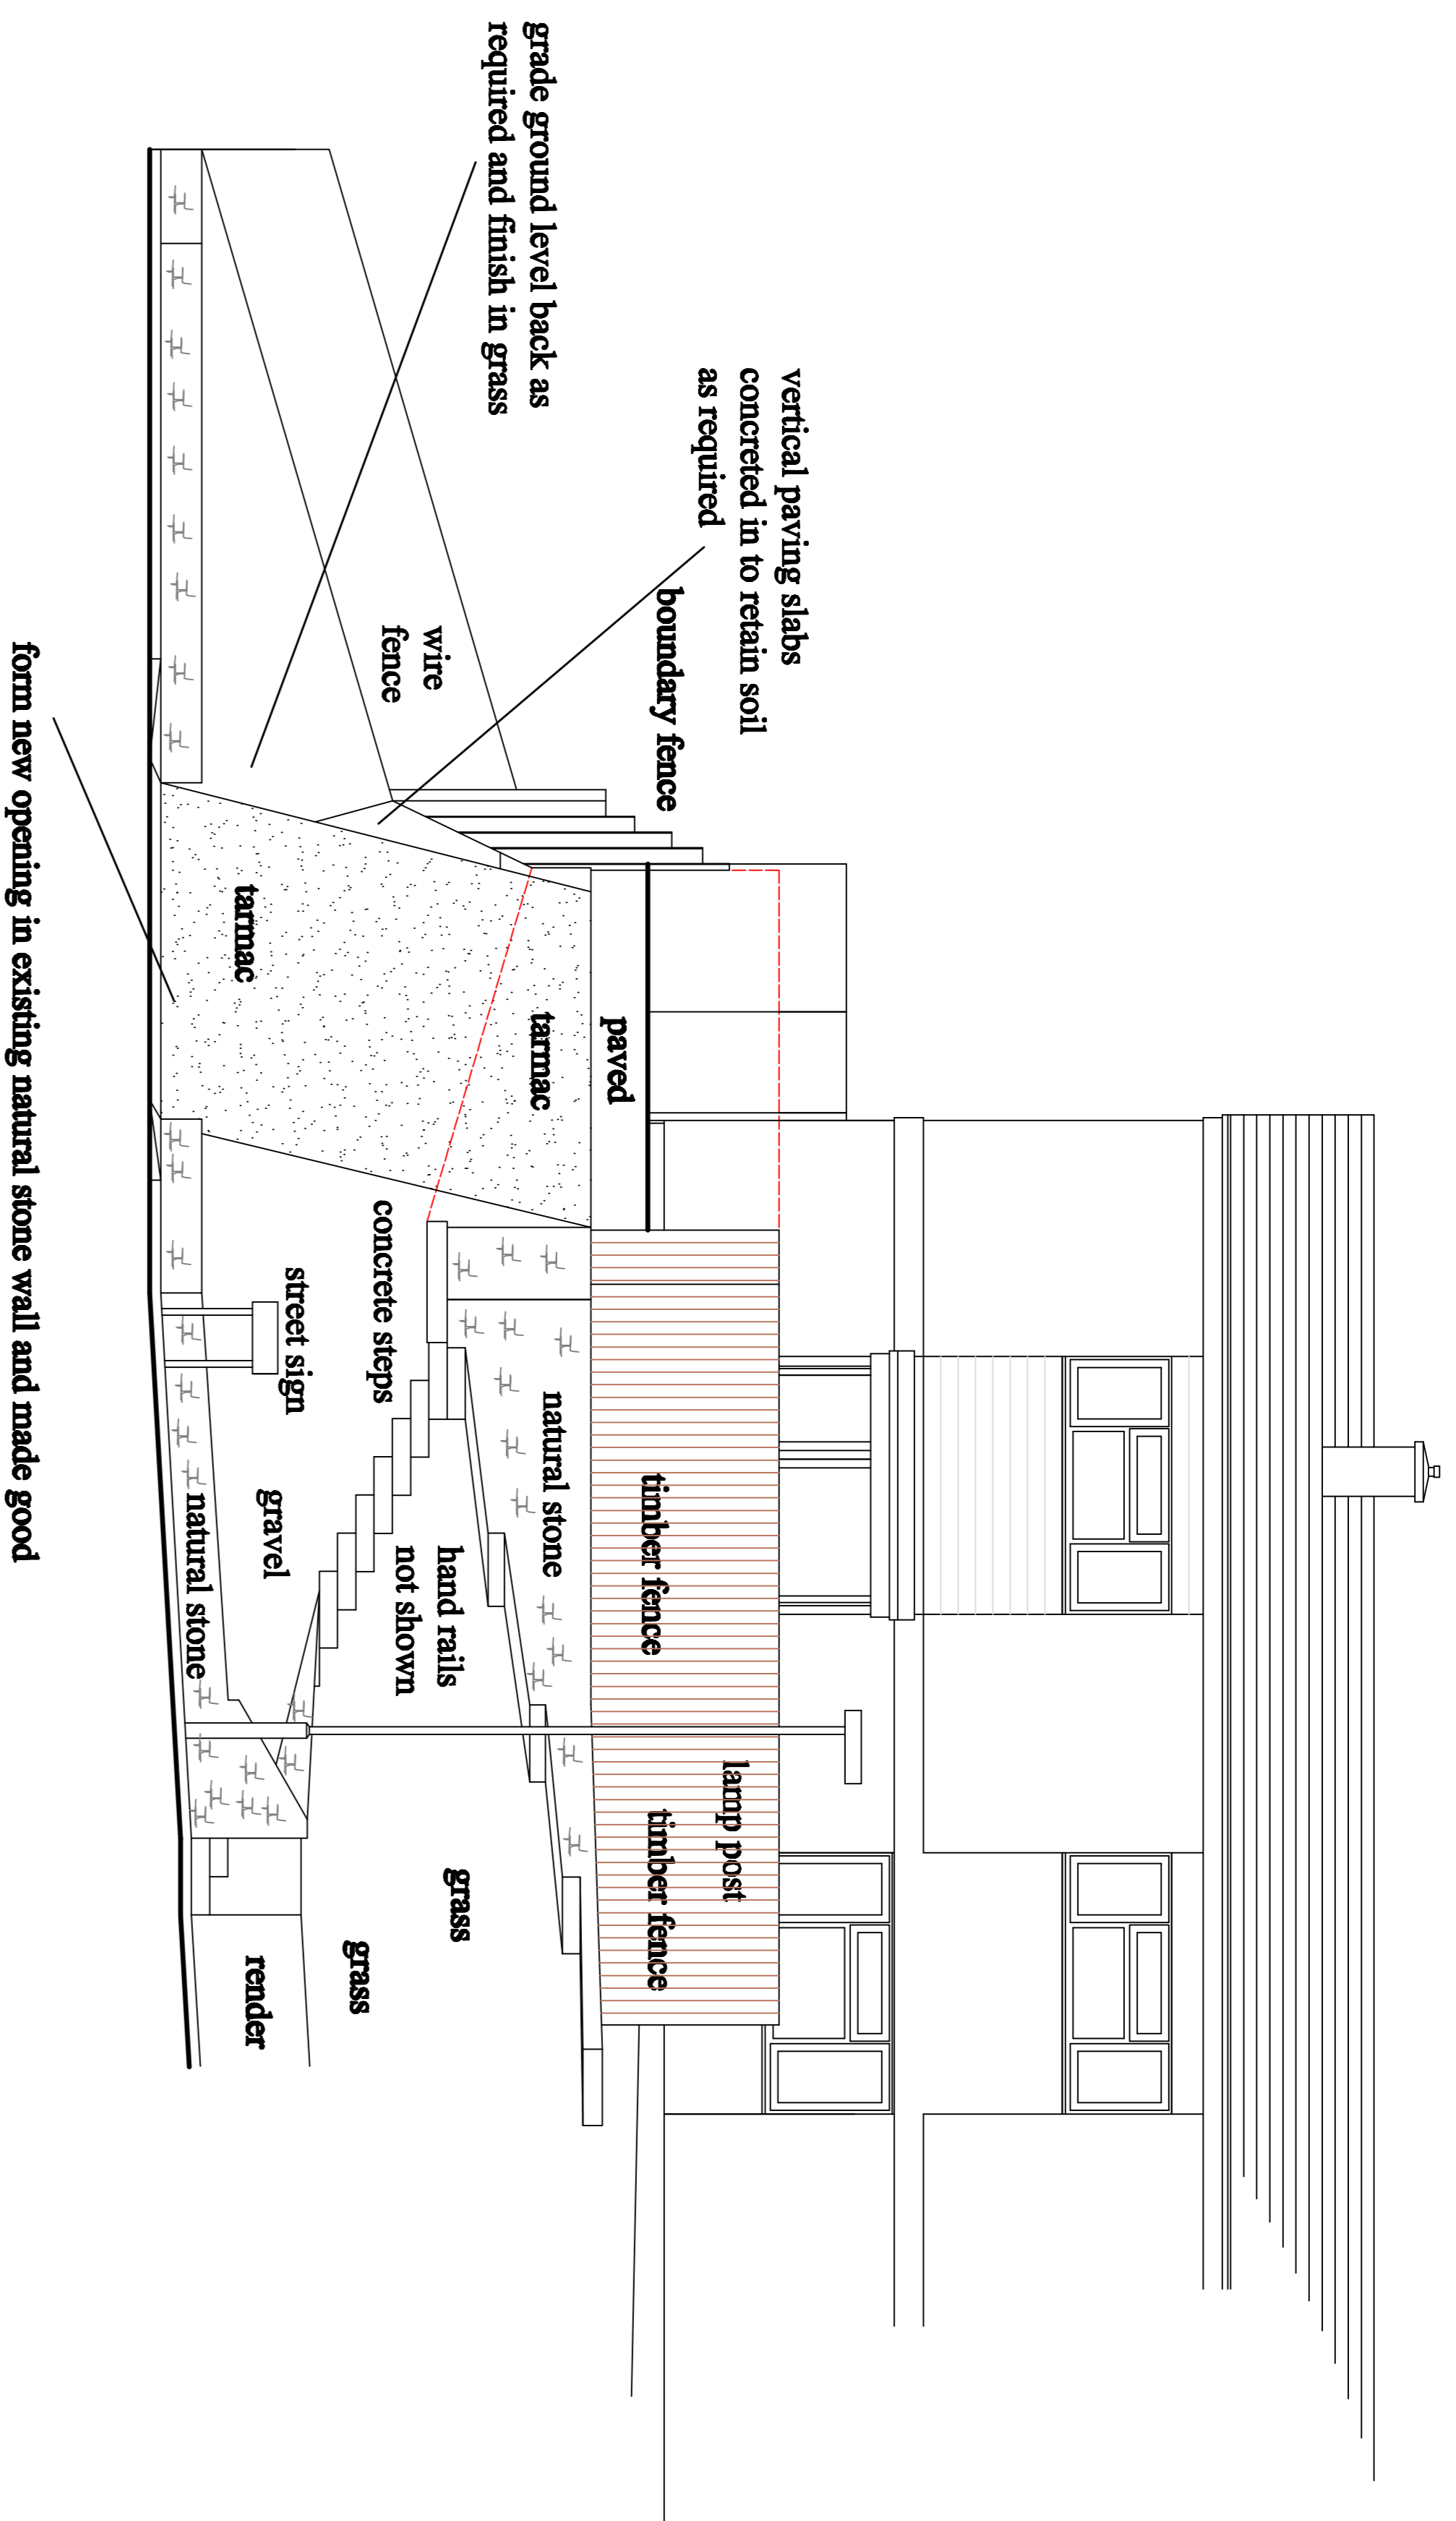 vertical paving slabs
concreted in to retain soil
as required
boundary fence
grade ground level back as
required and finish in grass
wire
fence
paved
tarmac
tarmac
timber fence
lamp post
timber fence
natural stone
concrete steps
hand rails
not shown
grass
grass
street sign
gravel
natural stone
render
form new opening in existing natural stone wall and made good